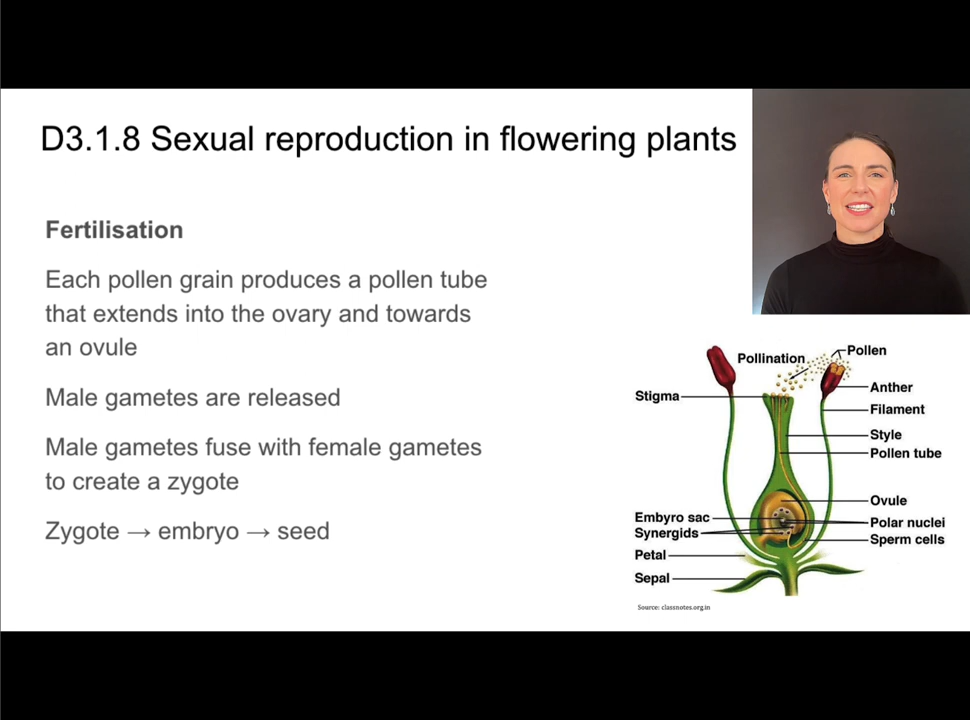 D3.1.8 Sexual reproduction in flowering plants
Fertilisation
Each pollen grain produces a pollen tube
that extends into the ovary and towards
an ovule
Male gametes are released
Male gametes fuse with female gametes
to create a zygote
Zygote → embryo → seed
Pollination
Pollen
Stigma
Anther
Filament
Style
Pollen tube
Ovule
Embyro sac
Polar nuclei
Synergids
Sperm cells
Petal
Sepal
Source: classnotes.org.in